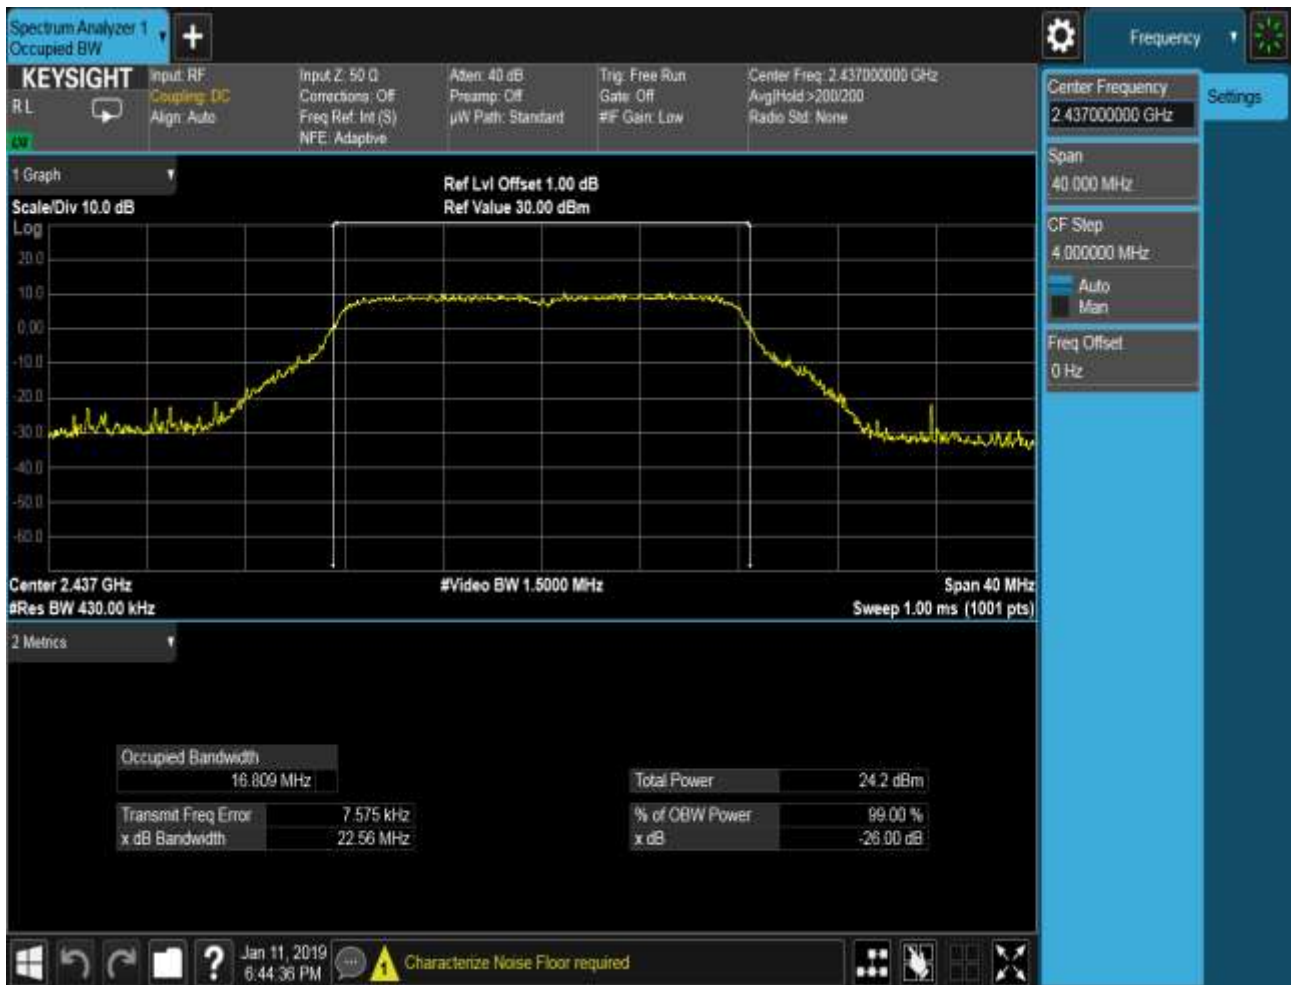 Spectrum Analyzer 1
Occupied BW
Frequency
KEYSIGHT
R L
Input: RF
Coupling: DC
Align: Auto
Input Z: 50 Ω
Corrections: Off
Freq Ref: Int (S)
NFE: Adaptive
Atten: 40 dB
Preamp: Off
µW Path: Standard
Trig: Free Run
Gate: Off
#IF Gain: Low
Center Freq: 2.437000000 GHz
Avg|Hold >200/200
Radio Std: None
Center Frequency
2.437000000 GHz
Settings
Span
40.000 MHz
CF Step
4.000000 MHz
Auto
Man
Freq Offset
0 Hz
1 Graph
Scale/Div 10.0 dB
Ref Lvl Offset 1.00 dB
Ref Value 30.00 dBm
Log
20.0
10.0
0.00
-10.0
-20.0
-30.0
-40.0
-50.0
-60.0
Center 2.437 GHz
#Video BW 1.5000 MHz
Span 40 MHz
#Res BW 430.00 kHz
Sweep 1.00 ms (1001 pts)
2 Metrics
Occupied Bandwidth
16.809 MHz
Total Power 24.2 dBm
Transmit Freq Error 7.575 kHz
% of OBW Power 99.00 %
x dB Bandwidth 22.56 MHz
x dB -26.00 dB
?
Jan 11, 2019
6:44:36 PM
1
Characterize Noise Floor required